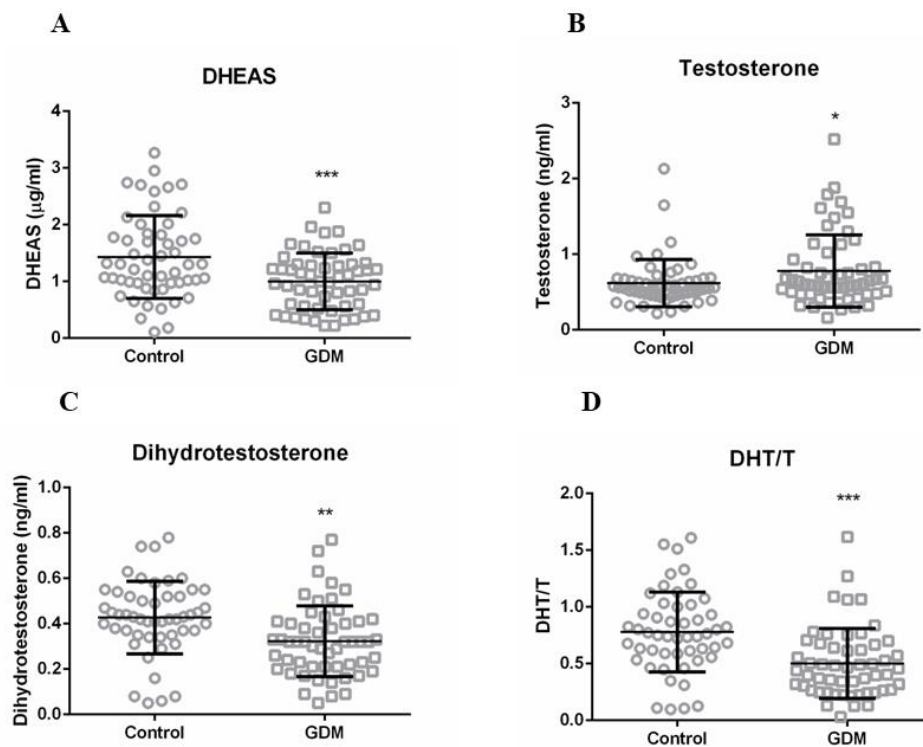 A
DHEAS
DHEAS (µg/ml)
4
3
2
1
0
***
Control
GDM
B
Testosterone
Testosterone (ng/ml)
3
2
1
0
*
Control
GDM
C
Dihydrotestosterone
Dihydrotestosterone (ng/ml)
1.0
0.8
0.6
0.4
0.2
0.0
**
Control
GDM
D
DHT/T
DHT/T
2.0
1.5
1.0
0.5
0.0
***
Control
GDM